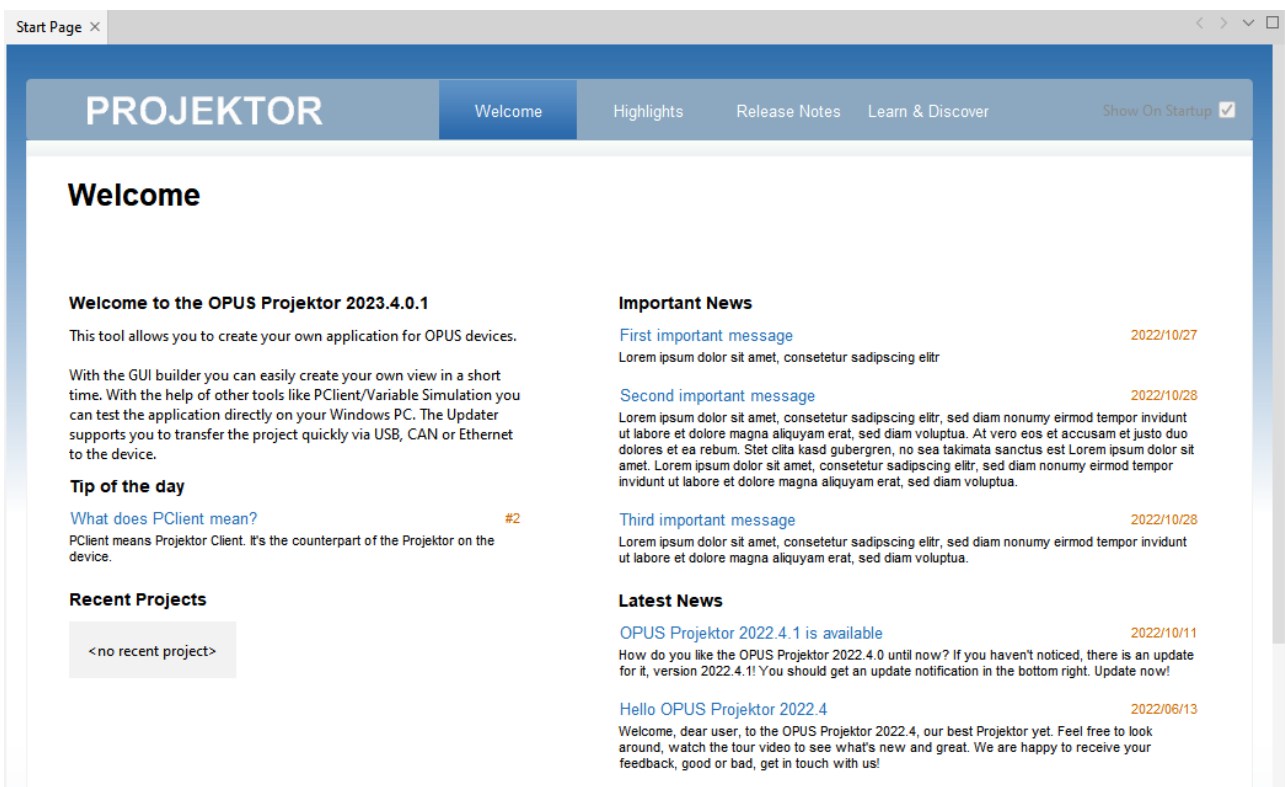 Start Page
PROJEKTOR
Welcome
Highlights
Release Notes
Learn & Discover
Show On Startup
Welcome
Welcome to the OPUS Projektor 2023.4.0.1
This tool allows you to create your own application for OPUS devices.
With the GUI builder you can easily create your own view in a short
time. With the help of other tools like PClient/Variable Simulation you
can test the application directly on your Windows PC. The Updater
supports you to transfer the project quickly via USB, CAN or Ethernet
to the device.
Tip of the day
What does PClient mean? #2
PClient means Projektor Client. It's the counterpart of the Projektor on the
device.
Recent Projects
<no recent project>
Important News
First important message 2022/10/27
Lorem ipsum dolor sit amet, consetetur sadipscing elitr
Second important message 2022/10/28
Lorem ipsum dolor sit amet, consetetur sadipscing elitr, sed diam nonumy eirmod tempor invidunt
ut labore et dolore magna aliquyam erat, sed diam voluptua. At vero eos et accusam et justo duo
dolores et ea rebum. Stet clita kasd gubergren, no sea takimata sanctus est Lorem ipsum dolor sit
amet. Lorem ipsum dolor sit amet, consetetur sadipscing elitr, sed diam nonumy eirmod tempor
invidunt ut labore et dolore magna aliquyam erat, sed diam voluptua.
Third important message 2022/10/28
Lorem ipsum dolor sit amet, consetetur sadipscing elitr, sed diam nonumy eirmod tempor invidunt
ut labore et dolore magna aliquyam erat, sed diam voluptua.
Latest News
OPUS Projektor 2022.4.1 is available 2022/10/11
How do you like the OPUS Projektor 2022.4.0 until now? If you haven't noticed, there is an update
for it, version 2022.4.1! You should get an update notification in the bottom right. Update now!
Hello OPUS Projektor 2022.4 2022/06/13
Welcome, dear user, to the OPUS Projektor 2022.4, our best Projektor yet. Feel free to look
around, watch the tour video to see what's new and great. We are happy to receive your
feedback, good or bad, get in touch with us!